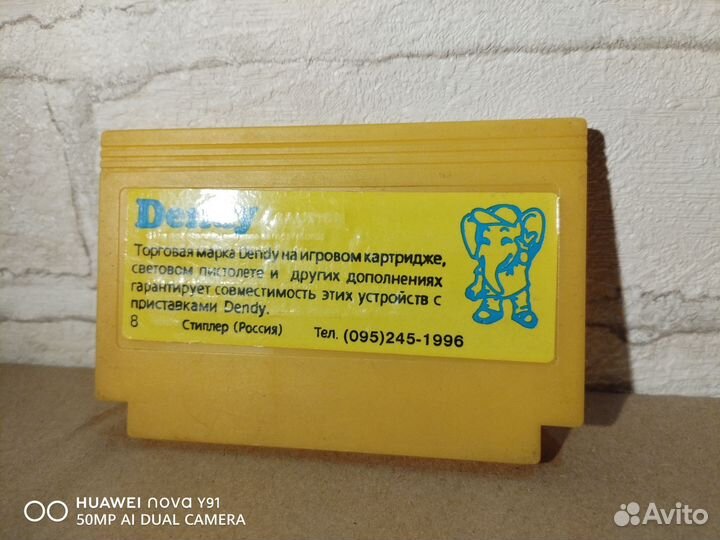 Dendy
Торговая марка Dendy на игровом картридже,
световом пистолете и других дополнениях
гарантирует совместимость этих устройств с
приставками Dendy.
8 Стиплер (Россия) Тел. (095)245-1996
HUAWEI nova Y91
50MP AI DUAL CAMERA
Avito